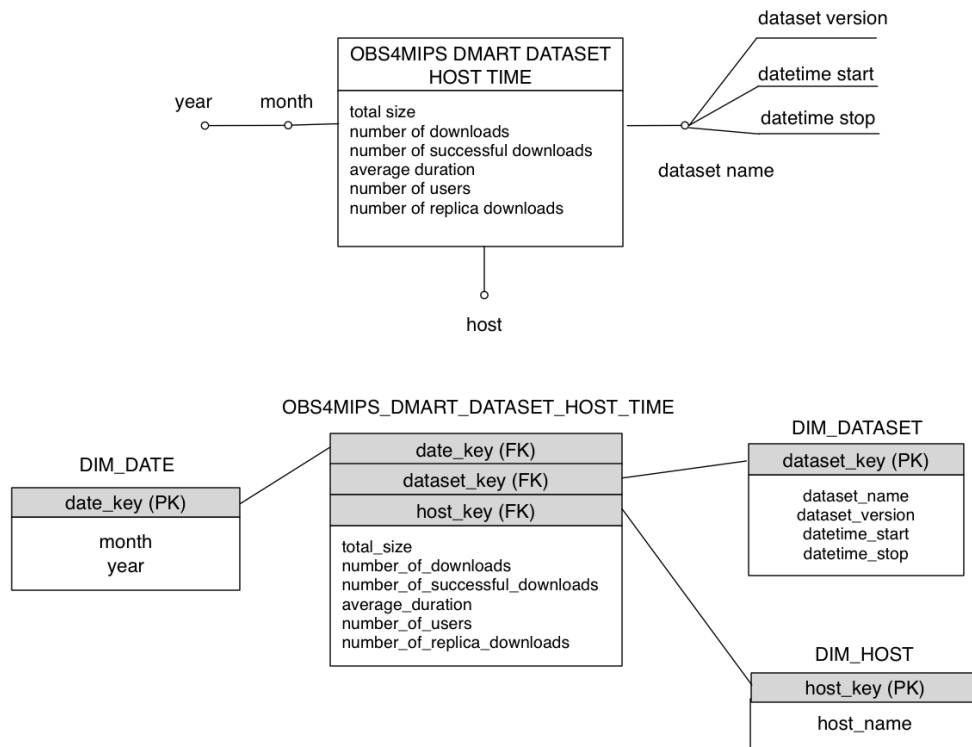 dataset version
OBS4MIPS DMART DATASET
HOST TIME
datetime start
year
month
total size
number of downloads
number of successful downloads
average duration
number of users
number of replica downloads
datetime stop
dataset name
host
OBS4MIPS_DMART_DATASET_HOST_TIME
DIM_DATE
date_key (PK)
month
year
date_key (FK)
dataset_key (FK)
host_key (FK)
total_size
number_of_downloads
number_of_successful_downloads
average_duration
number_of_users
number_of_replica_downloads
DIM_DATASET
dataset_key (PK)
dataset_name
dataset_version
datetime_start
datetime_stop
DIM_HOST
host_key (PK)
host_name